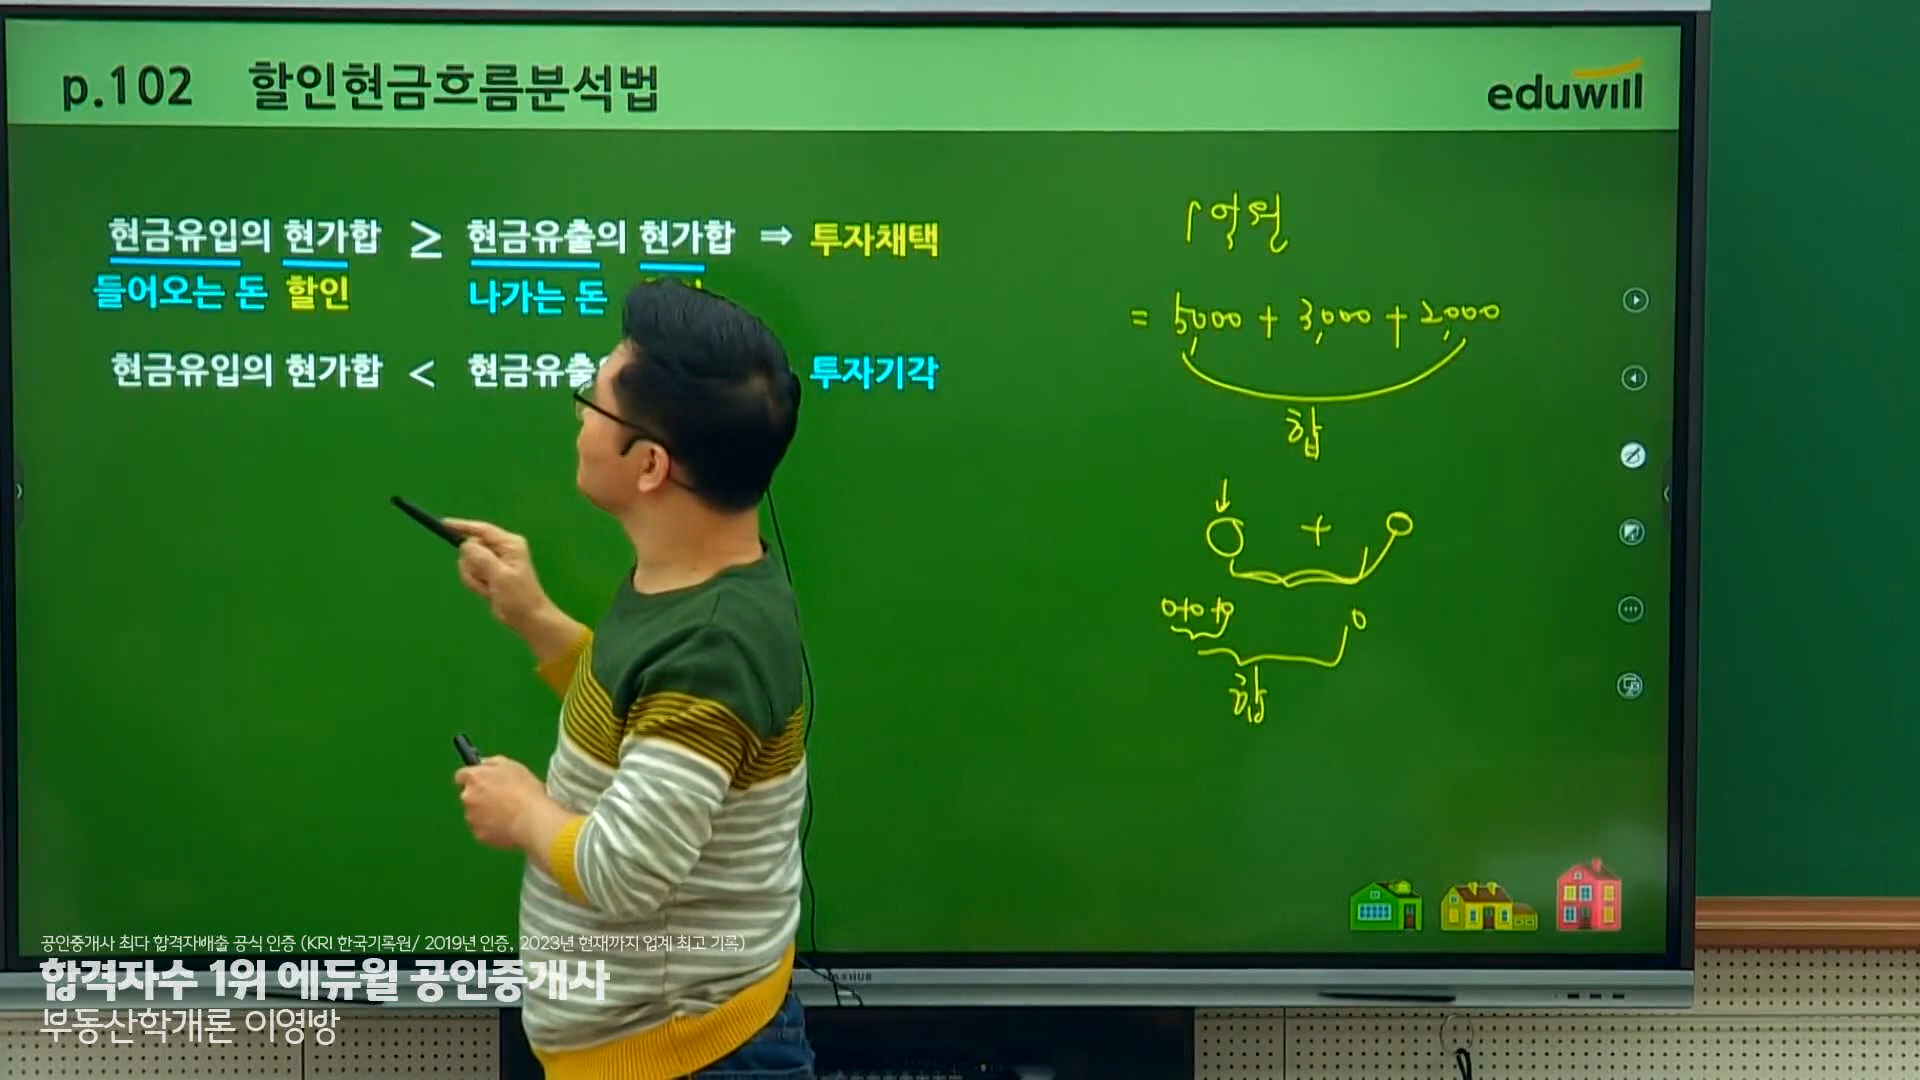 p.102 할인현금흐름분석법
eduwill
현금유입의 현가합 ≥ 현금유출의 현가합 ⇒ 투자채택
들어오는 돈 할인 나가는 돈
현금유입의 현가합 < 현금유출 투자기각
1억원
= 5,000 + 3,000 + 2,000
합
+
0+0+0 0
합
공인중개사 최다 합격자배출 공식 인증 (KRI 한국기록원/ 2019년 인증, 2023년 현재까지 업계 최고 기록)
합격자수 1위 에듀윌 공인중개사
부동산학개론 이영방